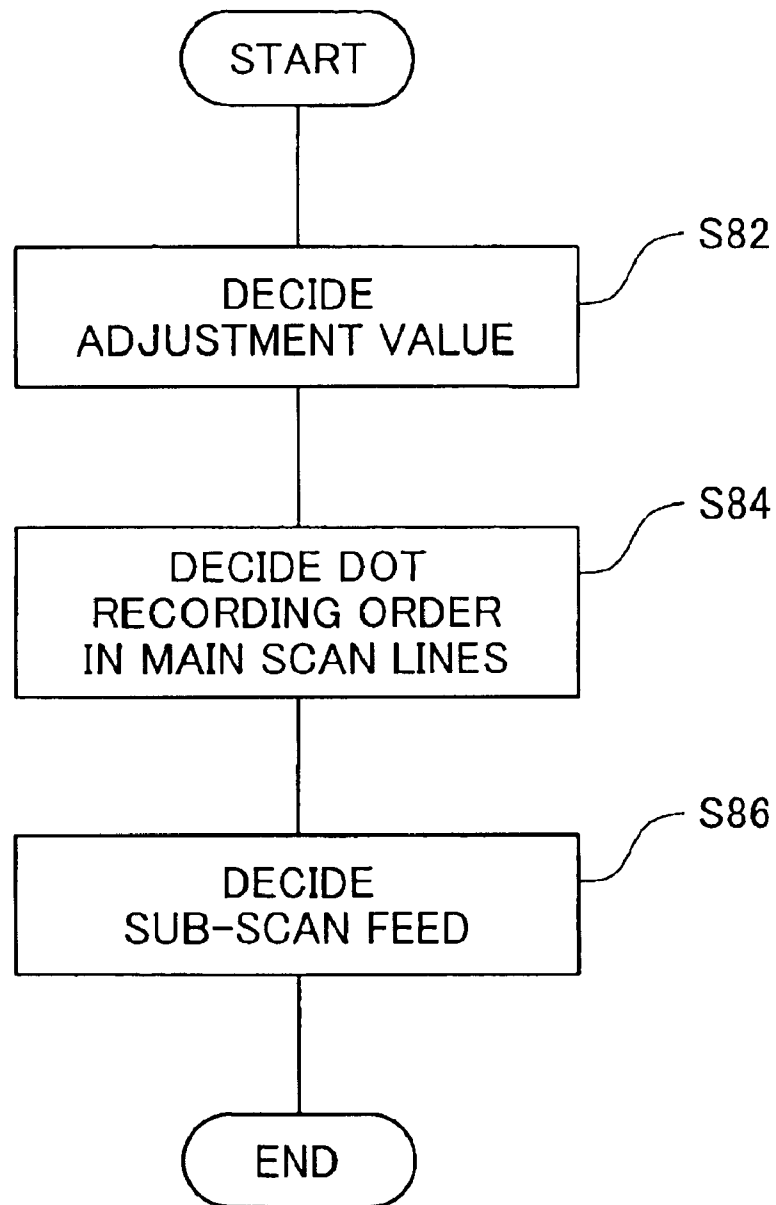 START
S82
DECIDE
ADJUSTMENT VALUE
S84
DECIDE DOT
RECORDING ORDER
IN MAIN SCAN LINES
S86
DECIDE
SUB-SCAN FEED
END